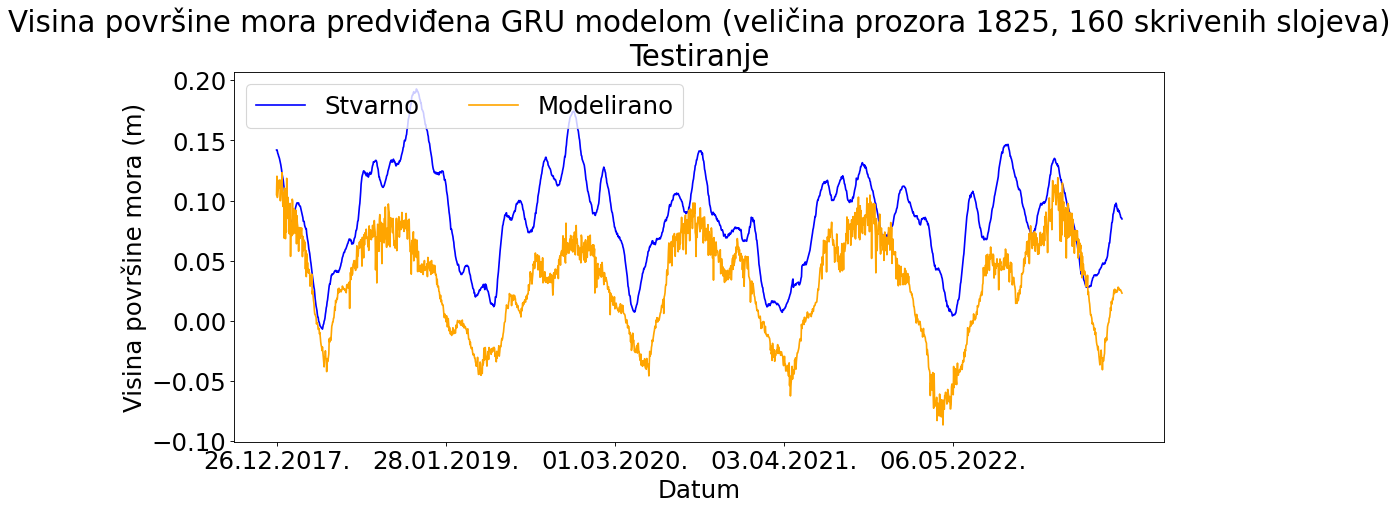 Visina površine mora predviđena GRU modelom (veličina prozora 1825, 160 skrivenih slojeva)
Testiranje
Stvarno Modelirano
Visina površine mora (m)
0.20
0.15
0.10
0.05
0.00
−0.05
−0.10
26.12.2017. 28.01.2019. 01.03.2020. 03.04.2021. 06.05.2022.
Datum